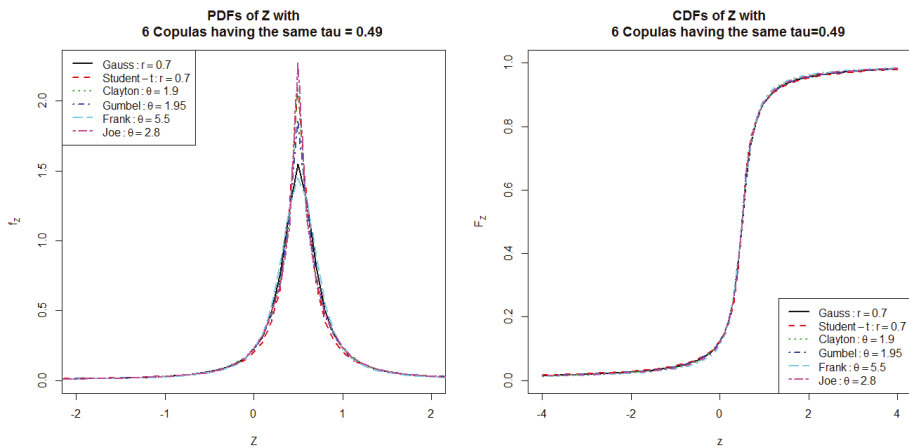 PDFs of Z with
6 Copulas having the same tau = 0.49
Gauss : r = 0.7
Student−t : r = 0.7
Clayton : θ = 1.9
Gumbel : θ = 1.95
Frank : θ = 5.5
Joe : θ = 2.8
f_Z
0.0
0.5
1.0
1.5
2.0
-2
-1
0
1
2
Z
CDFs of Z with
6 Copulas having the same tau=0.49
F_Z
0.0
0.2
0.4
0.6
0.8
1.0
Gauss : r = 0.7
Student−t : r = 0.7
Clayton : θ = 1.9
Gumbel : θ = 1.95
Frank : θ = 5.5
Joe : θ = 2.8
-4
-2
0
2
4
z